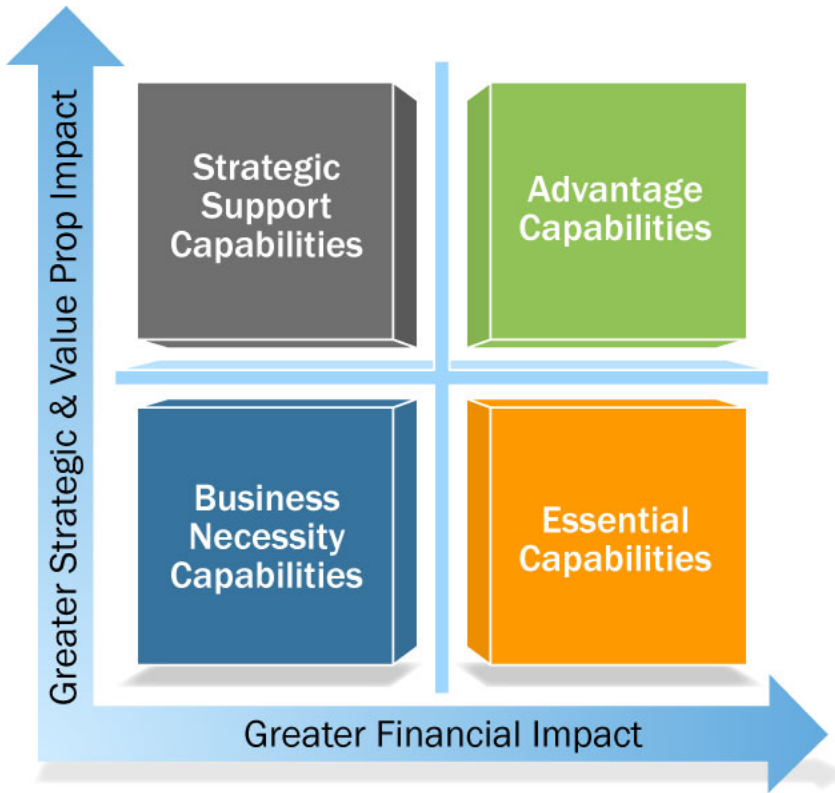 Greater Strategic & Value Prop Impact
Strategic
Support
Capabilities
Advantage
Capabilities
Business
Necessity
Capabilities
Essential
Capabilities
Greater Financial Impact